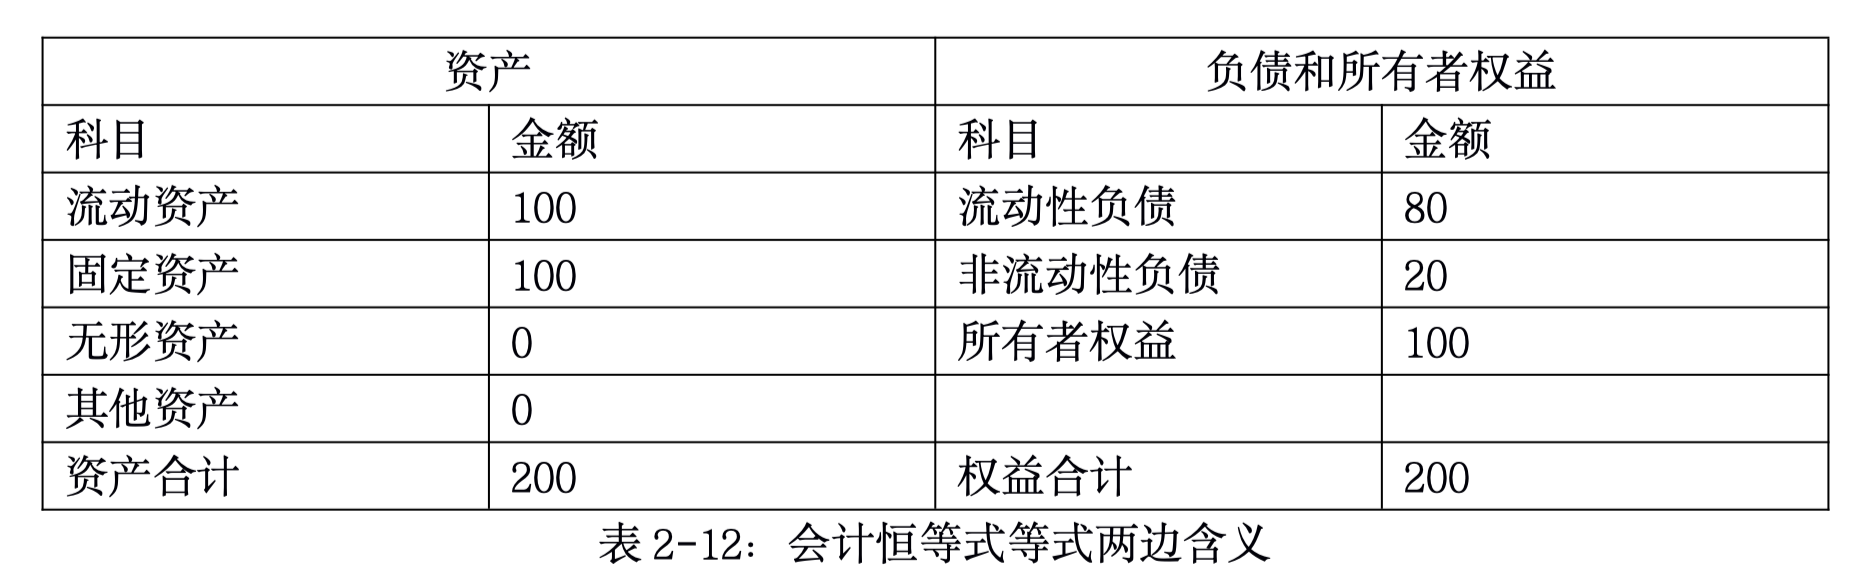 资产 负债和所有者权益
科目 金额 科目 金额
流动资产 100 流动性负债 80
固定资产 100 非流动性负债 20
无形资产 0 所有者权益 100
其他资产 0
资产合计 200 权益合计 200
表 2-12：会计恒等式等式两边含义